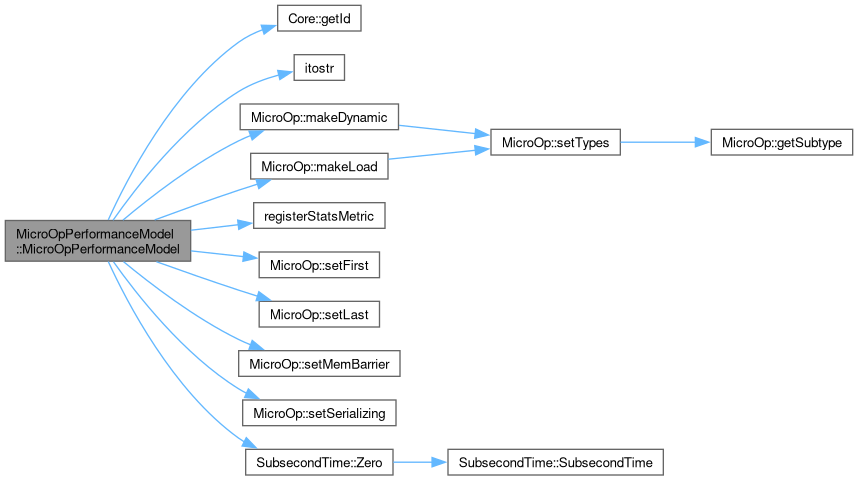 Core::getId
itostr
MicroOp::makeDynamic
MicroOp::setTypes
MicroOp::getSubtype
MicroOp::makeLoad
registerStatsMetric
MicroOpPerformanceModel
::MicroOpPerformanceModel
MicroOp::setFirst
MicroOp::setLast
MicroOp::setMemBarrier
MicroOp::setSerializing
SubsecondTime::Zero
SubsecondTime::SubsecondTime